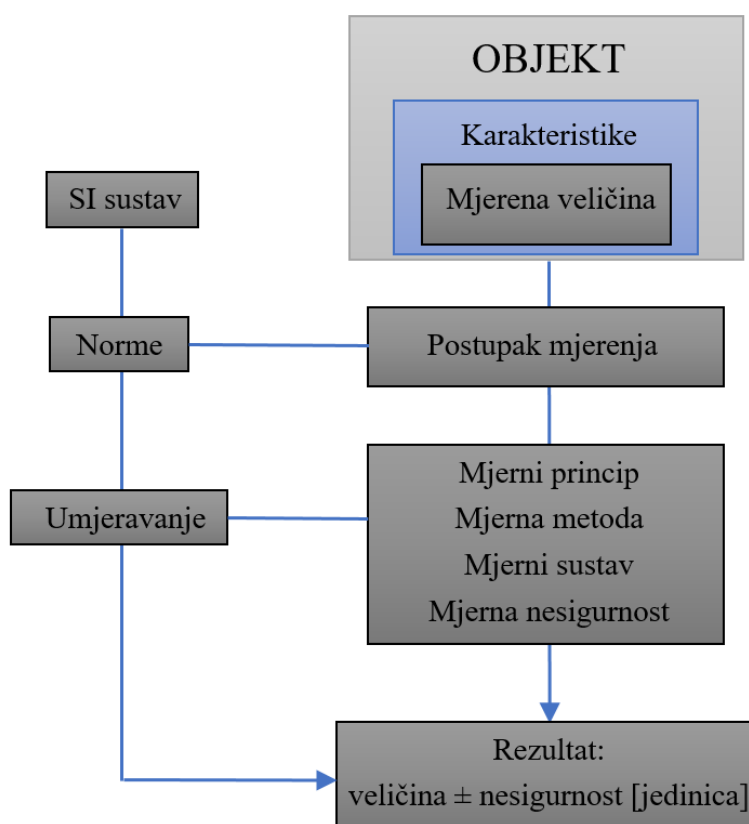 OBJEKT
Karakteristike
Mjerena veličina
SI sustav
Norme
Postupak mjerenja
Mjerni princip
Mjerna metoda
Mjerni sustav
Mjerna nesigurnost
Umjeravanje
Rezultat:
veličina ± nesigurnost [jedinica]